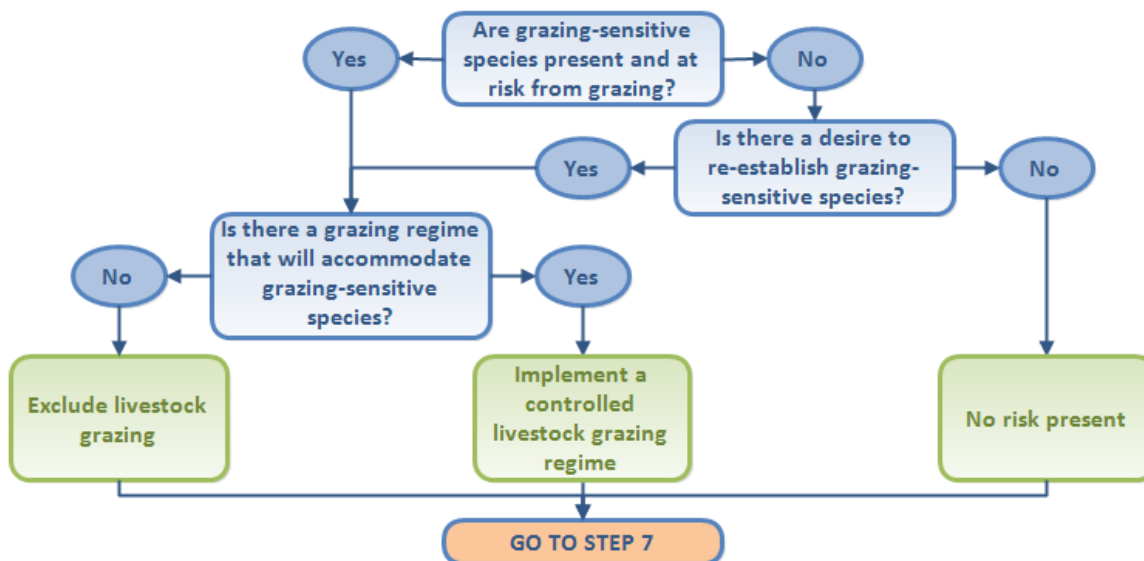 Are grazing-sensitive
species present and at
risk from grazing?
Yes
No
Is there a desire to
re-establish grazing-
sensitive species?
Yes
No
Is there a grazing regime
that will accommodate
grazing-sensitive
species?
No
Yes
Exclude livestock
grazing
Implement a
controlled
livestock grazing
regime
No risk present
GO TO STEP 7